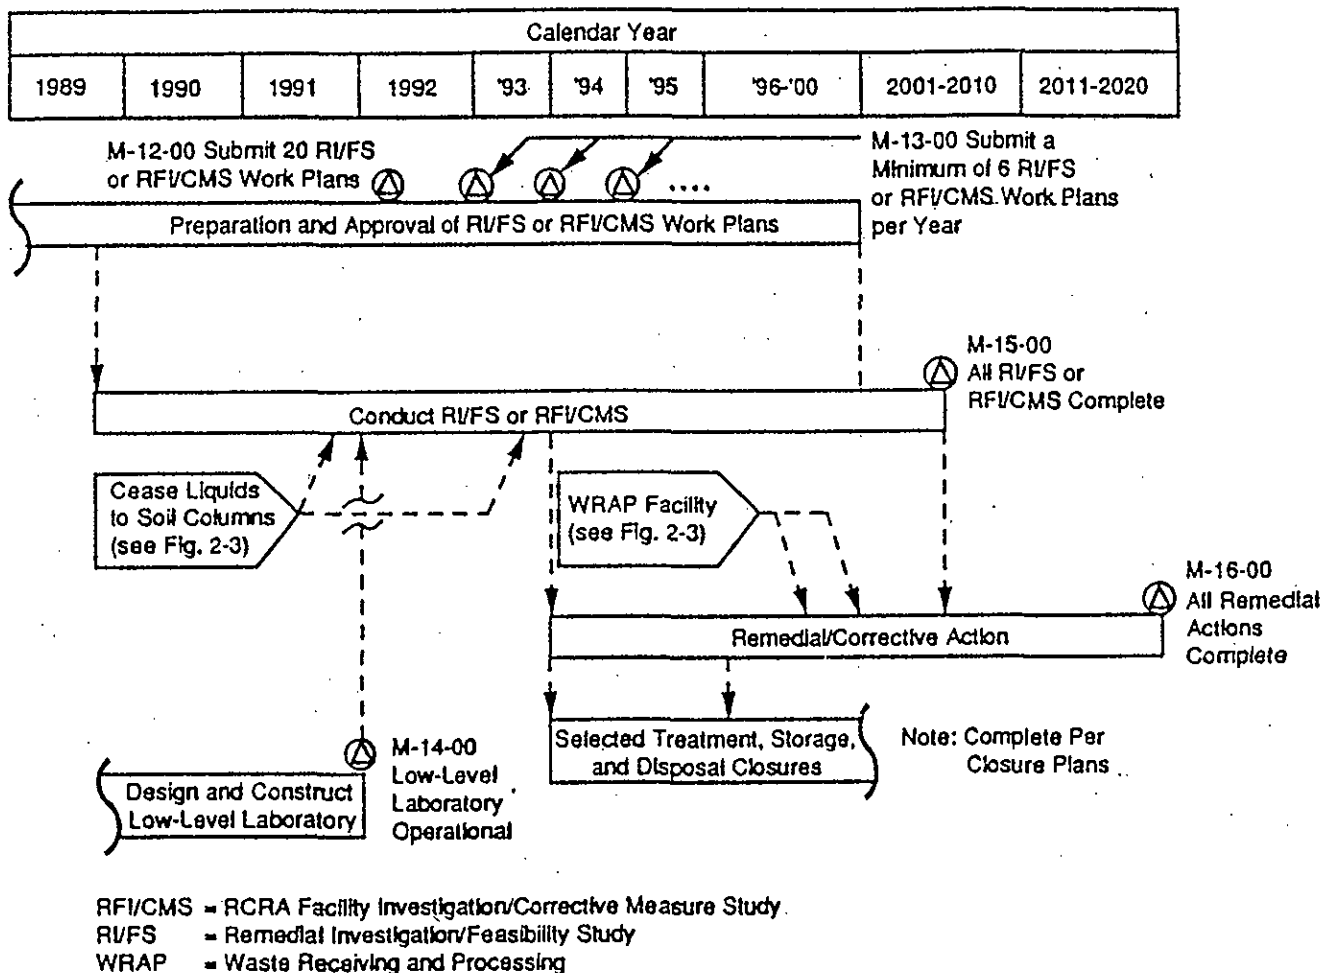 Calendar Year
1989 1990 1991 1992 '93 '94 '95 '96-'00 2001-2010 2011-2020
M-12-00 Submit 20 RI/FS
or RFI/CMS Work Plans
M-13-00 Submit a
Minimum of 6 RI/FS
or RFI/CMS Work Plans
per Year
Preparation and Approval of RI/FS or RFI/CMS Work Plans
M-15-00
All RI/FS or
RFI/CMS Complete
Conduct RI/FS or RFI/CMS
Cease Liquids
to Soil Columns
(see Fig. 2-3)
WRAP Facility
(see Fig. 2-3)
M-16-00
All Remedial
Actions
Complete
Remedial/Corrective Action
Selected Treatment, Storage,
and Disposal Closures
Note: Complete Per
Closure Plans
M-14-00
Low-Level
Laboratory
Operational
Design and Construct
Low-Level Laboratory
RFI/CMS = RCRA Facility Investigation/Corrective Measure Study
RI/FS = Remedial Investigation/Feasibility Study
WRAP = Waste Receiving and Processing